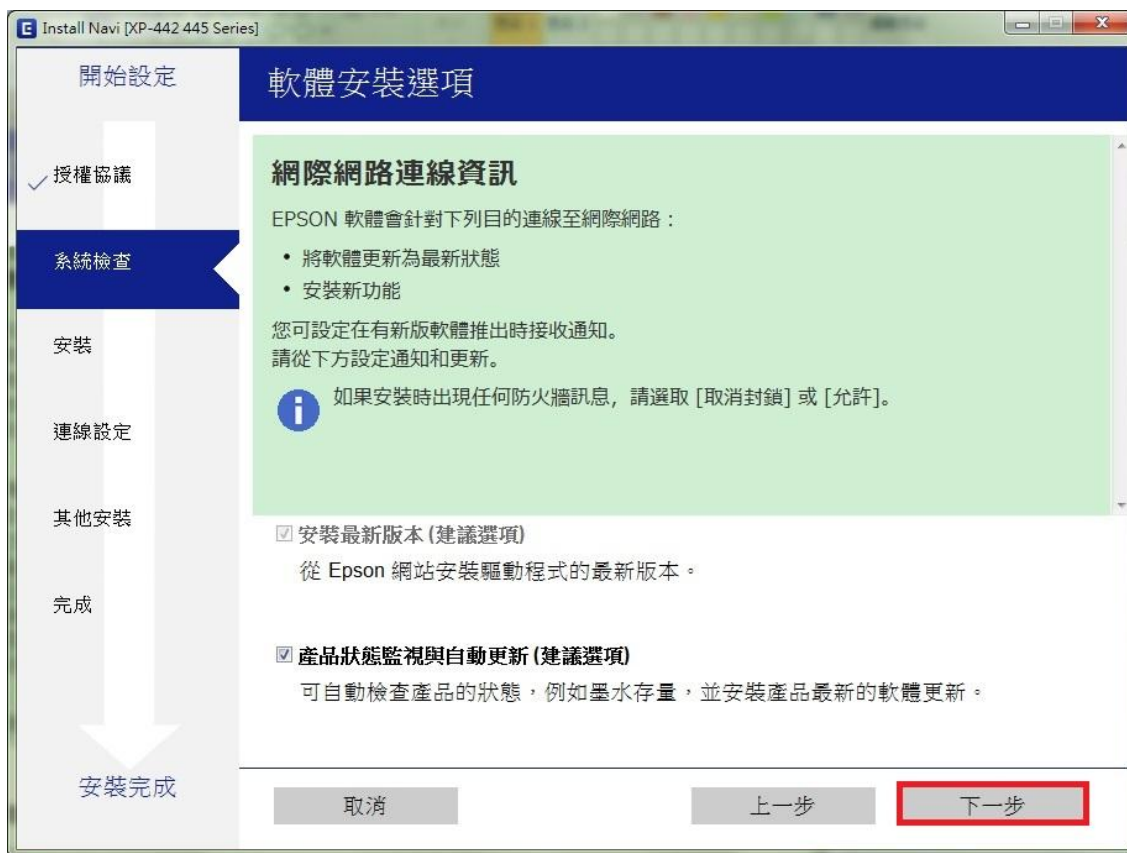 E Install Navi [XP-442 445 Series]
開始設定
授權協議
系統檢查
安裝
連線設定
其他安裝
完成
安裝完成
軟體安裝選項
網際網路連線資訊
EPSON 軟體會針對下列目的連線至網際網路：
• 將軟體更新為最新狀態
• 安裝新功能
您可設定在有新版軟體推出時接收通知。
請從下方設定通知和更新。
如果安裝時出現任何防火牆訊息, 請選取 [取消封鎖] 或 [允許]。
安裝最新版本 (建議選項)
從 Epson 網站安裝驅動程式的最新版本。
產品狀態監視與自動更新 (建議選項)
可自動檢查產品的狀態，例如墨水存量，並安裝產品最新的軟體更新。
取消
上一步
下一步